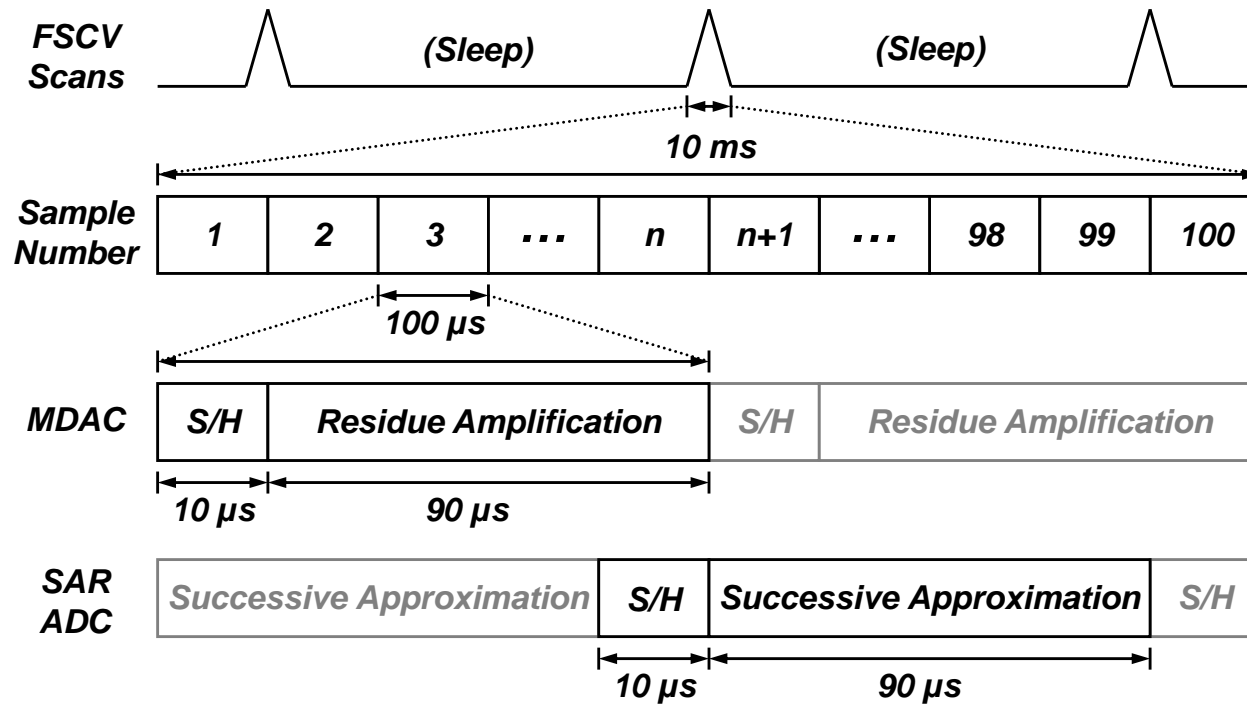 FSCV
Scans
(Sleep)
(Sleep)
10 ms
Sample
Number
1
2
3
...
n
n+1
...
98
99
100
100 µs
MDAC
S/H
Residue Amplification
S/H
Residue Amplification
10 µs
90 µs
SAR
ADC
Successive Approximation
S/H
Successive Approximation
S/H
10 µs
90 µs